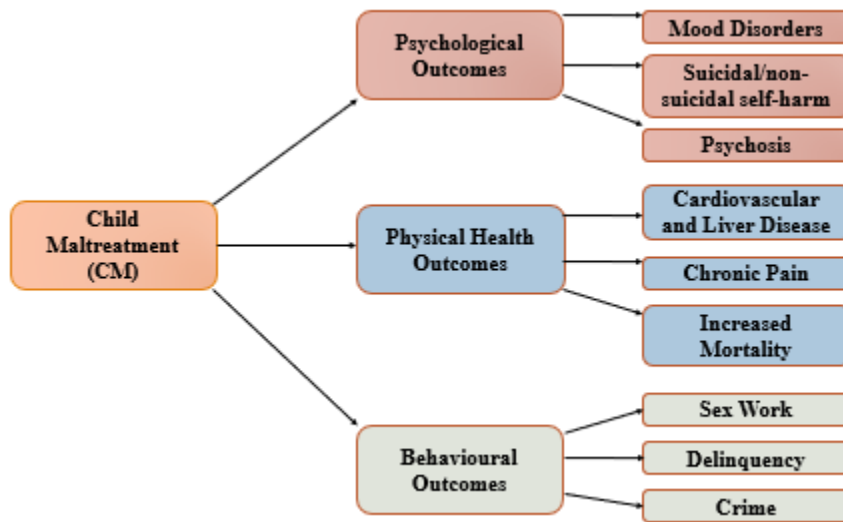 Child
Maltreatment
(CM)
Psychological
Outcomes
Mood Disorders
Suicidal/non-
suicidal self-harm
Psychosis
Physical Health
Outcomes
Cardiovascular
and Liver Disease
Chronic Pain
Increased
Mortality
Behavioural
Outcomes
Sex Work
Delinquency
Crime